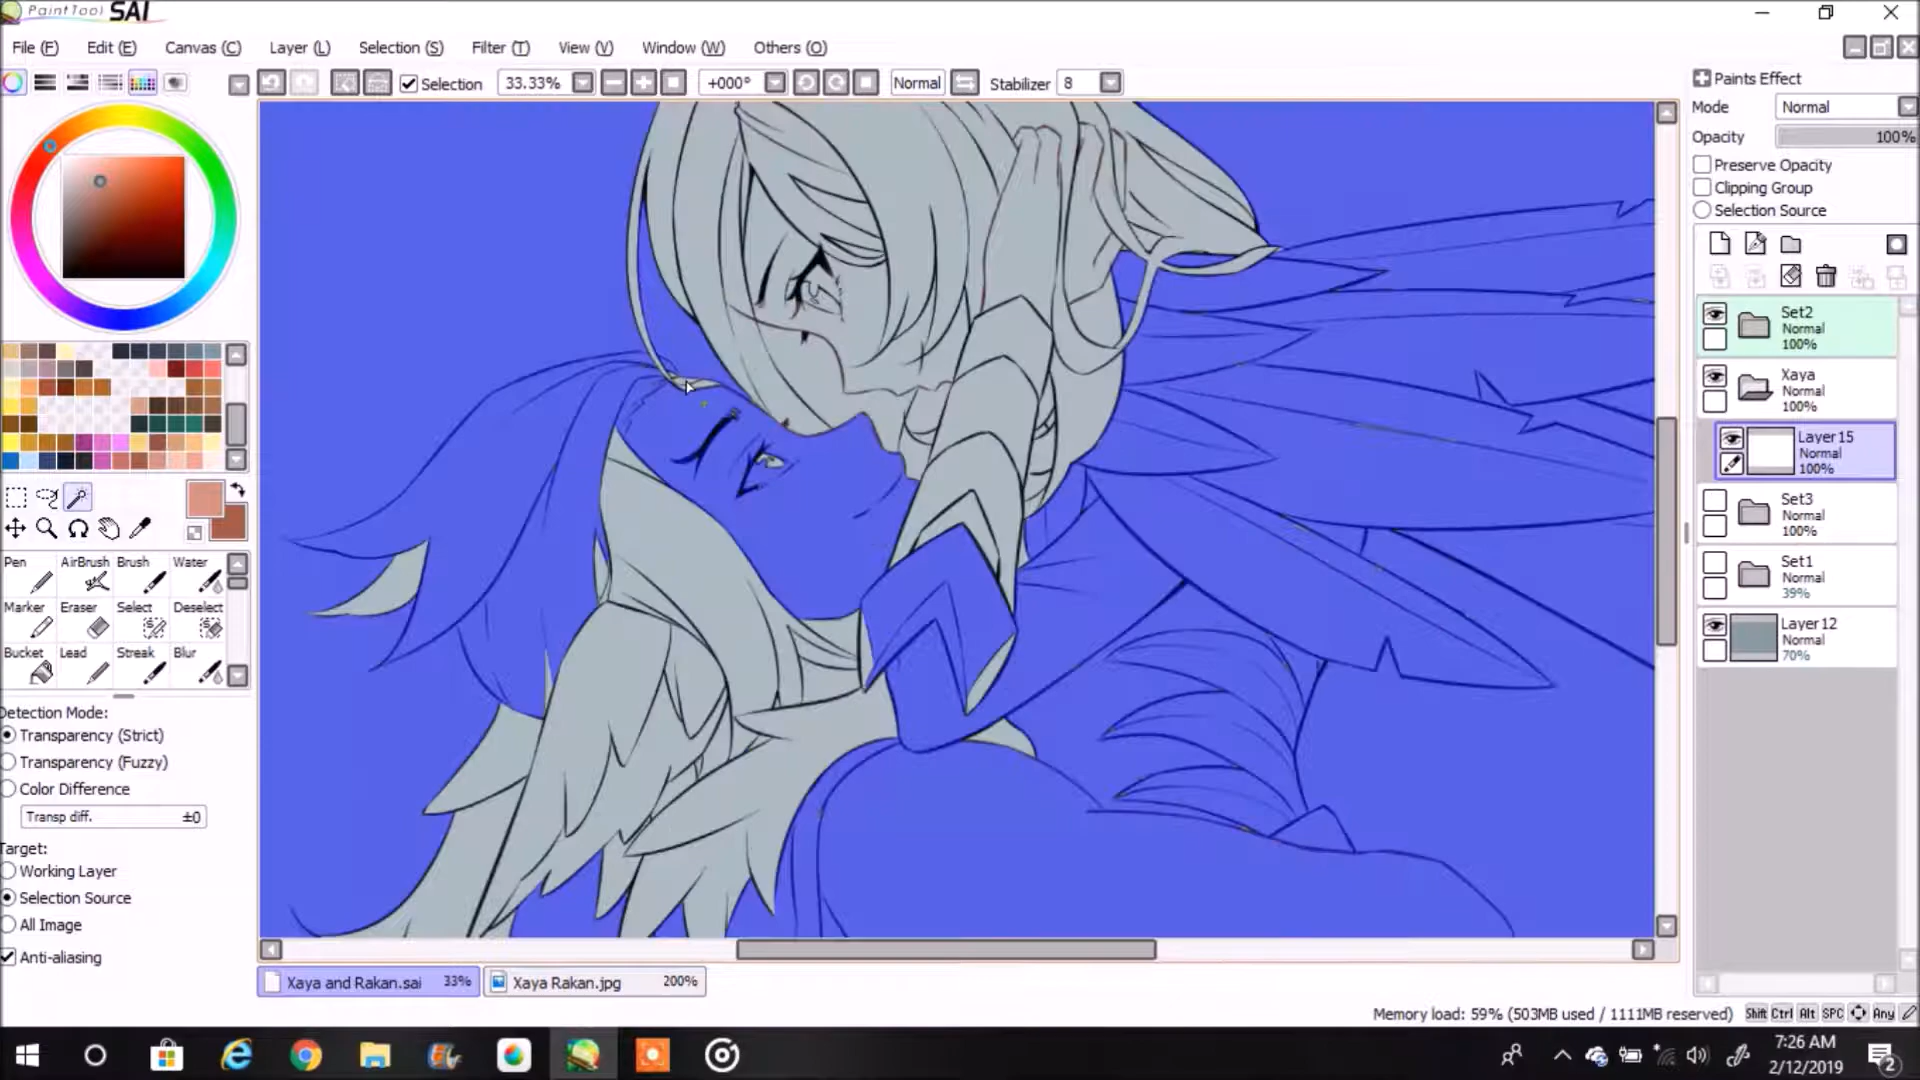 PaintTool SAI
File (F) Edit (E) Canvas (C) Layer (L) Selection (S) Filter (T) View (V) Window (W) Others (O)
Selection 33.33% +000° Normal Stabilizer 8
Paints Effect
Mode Normal
Opacity 100%
Preserve Opacity
Clipping Group
Selection Source
Set2
Normal
100%
Xaya
Normal
100%
Layer15
Normal
100%
Set3
Normal
100%
Set1
Normal
39%
Layer12
Normal
70%
Pen AirBrush Brush Water
Marker Eraser Select Deselect
Bucket Lead Streak Blur
Detection Mode:
Transparency (Strict)
Transparency (Fuzzy)
Color Difference
Transp diff. ±0
Target:
Working Layer
Selection Source
All Image
Anti-aliasing
Xaya and Rakan.sai 33% Xaya Rakan.jpg 200%
Memory load: 59% (503MB used / 1111MB reserved) Shift Ctrl Alt SPC Any
7:26 AM
2/12/2019
2